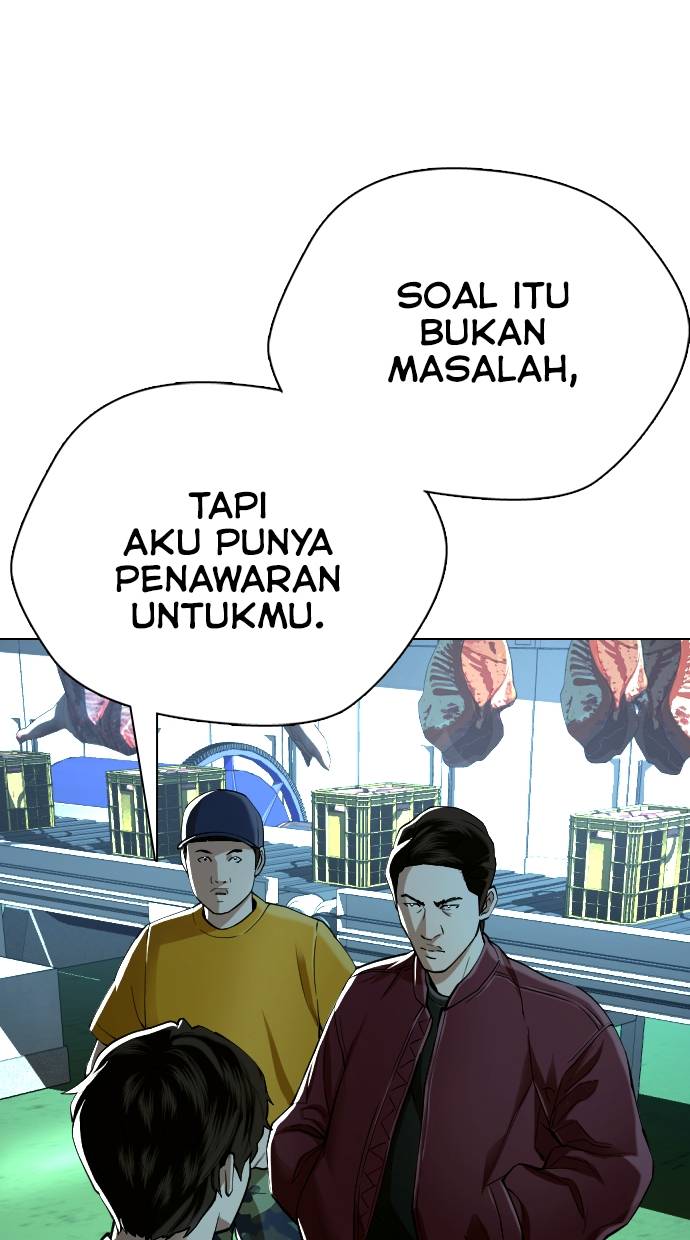 SOAL ITU
BUKAN
MASALAH,
TAPI
AKU PUNYA
PENAWARAN
UNTUKMU.